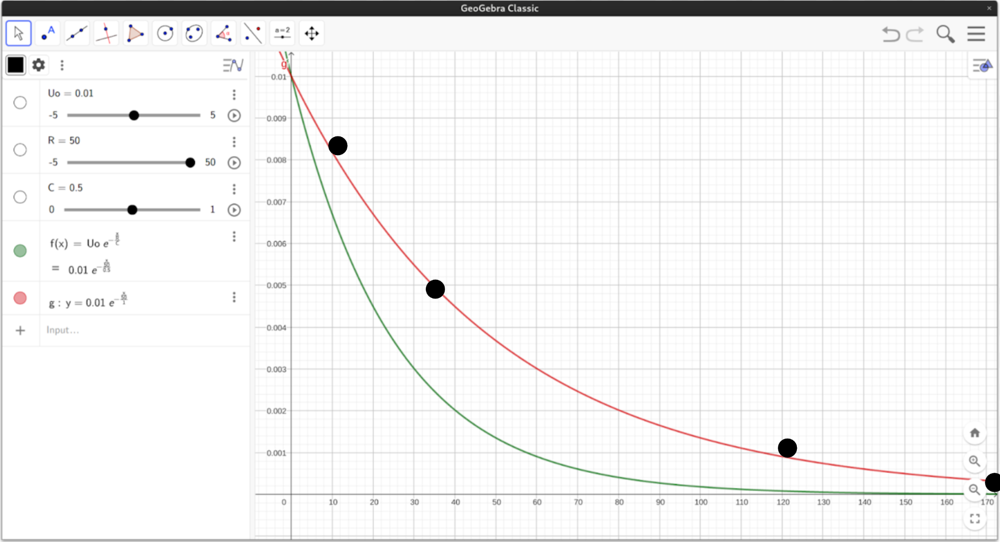 GeoGebra Classic
A
α
a=2
Uo = 0.01
-5 5
R = 50
-5 50
C = 0.5
0 1
f(x) = Uo e^{-\frac{\frac{x}{R}}{C}}
= 0.01 e^{-\frac{\frac{x}{50}}{0.5}}
g : y = 0.01 e^{-\frac{\frac{x}{50}}{1}}
Input...
g
0.01
0.009
0.008
0.007
0.006
0.005
0.004
0.003
0.002
0.001
0 10 20 30 40 50 60 70 80 90 100 110 120 130 140 150 160 170